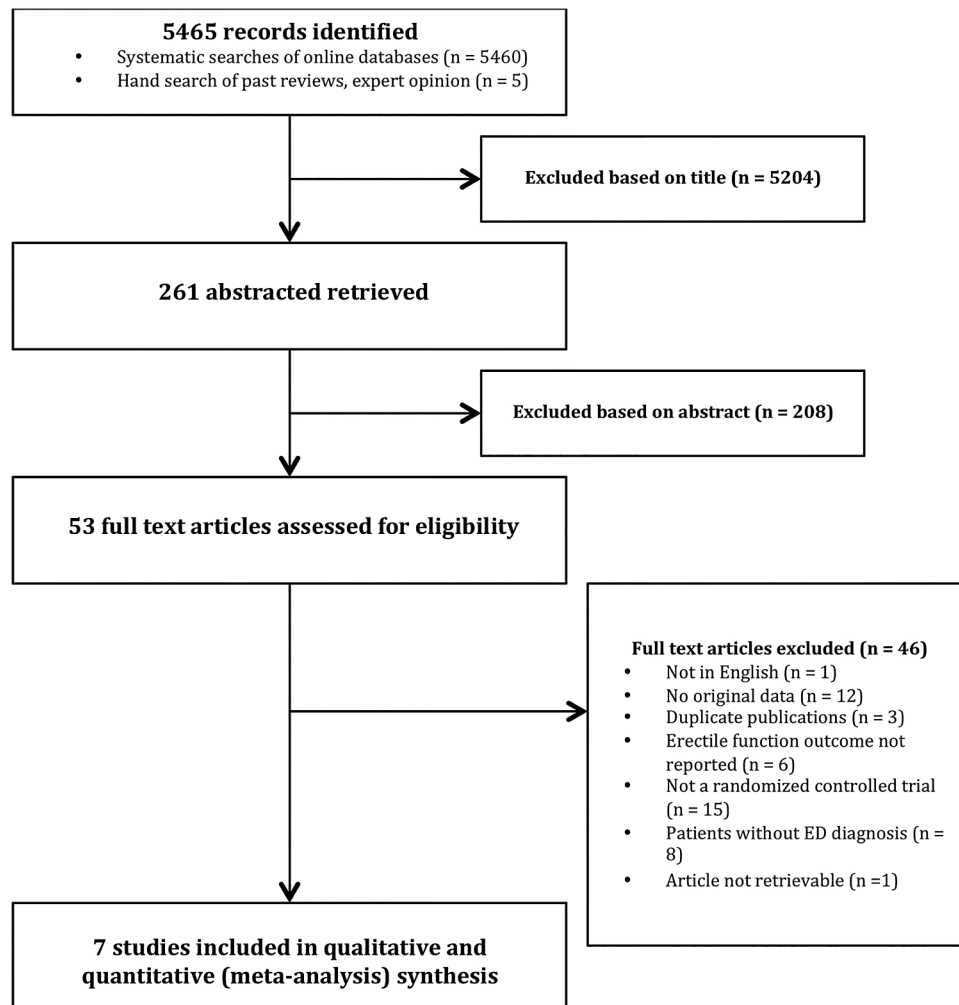 5465 records identified
• Systematic searches of online databases (n = 5460)
• Hand search of past reviews, expert opinion (n = 5)
Excluded based on title (n = 5204)
261 abstracted retrieved
Excluded based on abstract (n = 208)
53 full text articles assessed for eligibility
Full text articles excluded (n = 46)
• Not in English (n = 1)
• No original data (n = 12)
• Duplicate publications (n = 3)
• Erectile function outcome not
reported (n = 6)
• Not a randomized controlled trial
(n = 15)
• Patients without ED diagnosis (n =
8)
• Article not retrievable (n =1)
7 studies included in qualitative and
quantitative (meta-analysis) synthesis